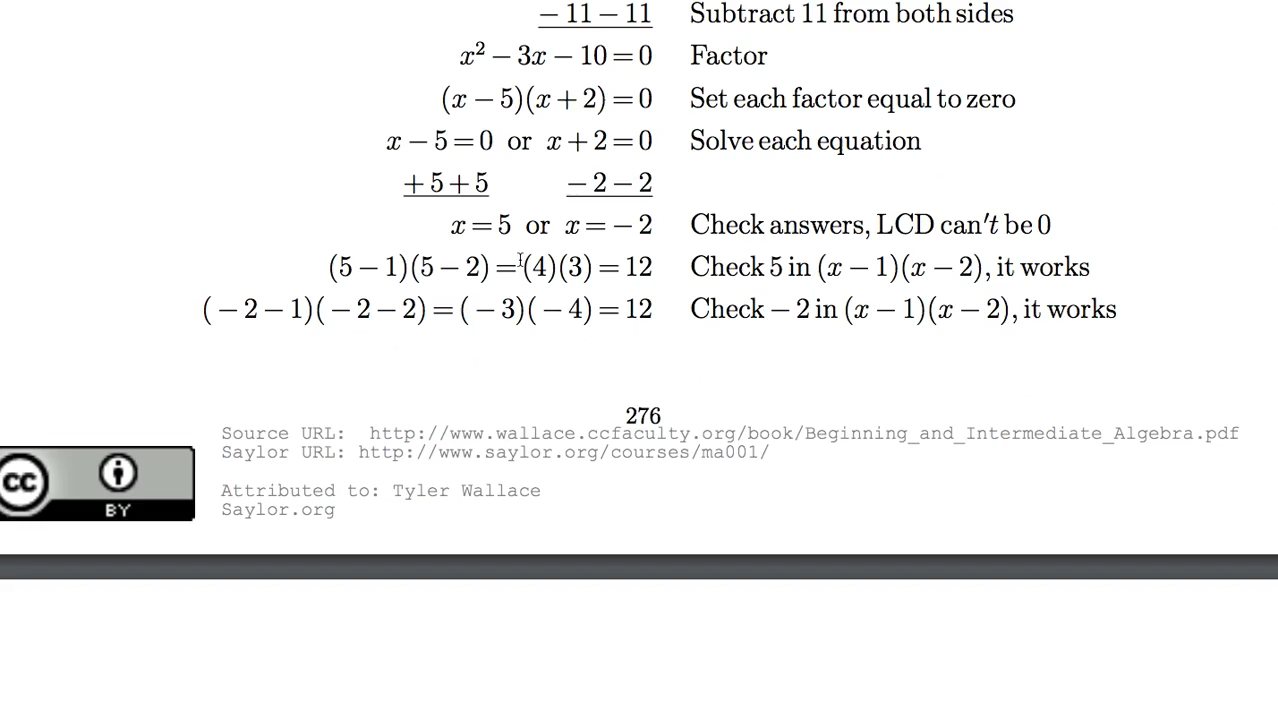 − 11 − 11 Subtract 11 from both sides
x² − 3x − 10 = 0 Factor
(x − 5)(x + 2) = 0 Set each factor equal to zero
x − 5 = 0 or x + 2 = 0 Solve each equation
+ 5 + 5 − 2 − 2
x = 5 or x = − 2 Check answers, LCD can't be 0
(5 − 1)(5 − 2) = (4)(3) = 12 Check 5 in (x − 1)(x − 2), it works
( − 2 − 1)( − 2 − 2) = ( − 3)( − 4) = 12 Check − 2 in (x − 1)(x − 2), it works
276
Source URL: http://www.wallace.ccfaculty.org/book/Beginning_and_Intermediate_Algebra.pdf
Saylor URL: http://www.saylor.org/courses/ma001/
Attributed to: Tyler Wallace
Saylor.org
cc
BY